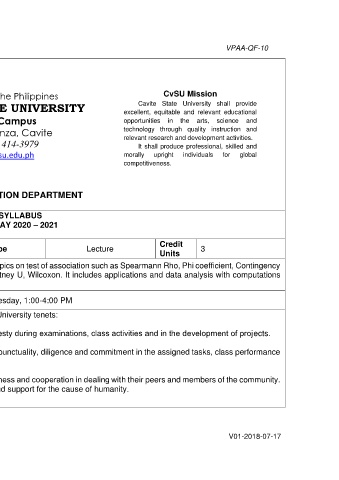 VPAA-QF-10
he Philippines
E UNIVERSITY
Campus
nza, Cavite
414-3979
su.edu.ph
CvSU Mission
Cavite State University shall provide
excellent, equitable and relevant educational
opportunities in the arts, science and
technology through quality instruction and
relevant research and development activities.
It shall produce professional, skilled and
morally upright individuals for global
competitiveness.
TION DEPARTMENT
SYLLABUS
AY 2020 – 2021
pe Lecture Credit Units 3
pics on test of association such as Spearmann Rho, Phi coefficient, Contingency
tney U, Wilcoxon. It includes applications and data analysis with computations
esday, 1:00-4:00 PM
University tenets:
esty during examinations, class activities and in the development of projects.
punctuality, diligence and commitment in the assigned tasks, class performance
ness and cooperation in dealing with their peers and members of the community.
d support for the cause of humanity.
V01-2018-07-17